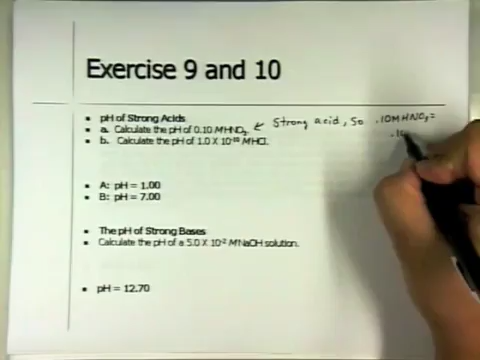 Exercise 9 and 10
pH of Strong Acids
a. Calculate the pH of 0.10 M HNO₃. ← Strong acid, So .10M HNO₃ =
.10
b. Calculate the pH of 1.0 X 10⁻¹⁰ M HCl.
A: pH = 1.00
B: pH = 7.00
The pH of Strong Bases
Calculate the pH of a 5.0 X 10⁻² M NaOH solution.
pH = 12.70